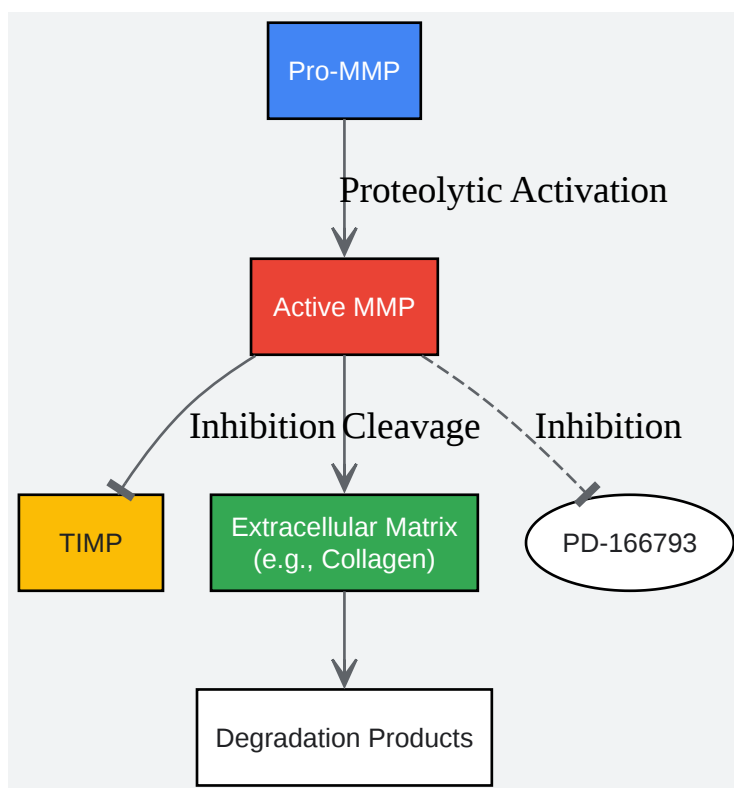 Pro-MMP
Proteolytic Activation
Active MMP
Inhibition
Cleavage
Inhibition
TIMP
Extracellular Matrix
(e.g., Collagen)
PD-166793
Degradation Products